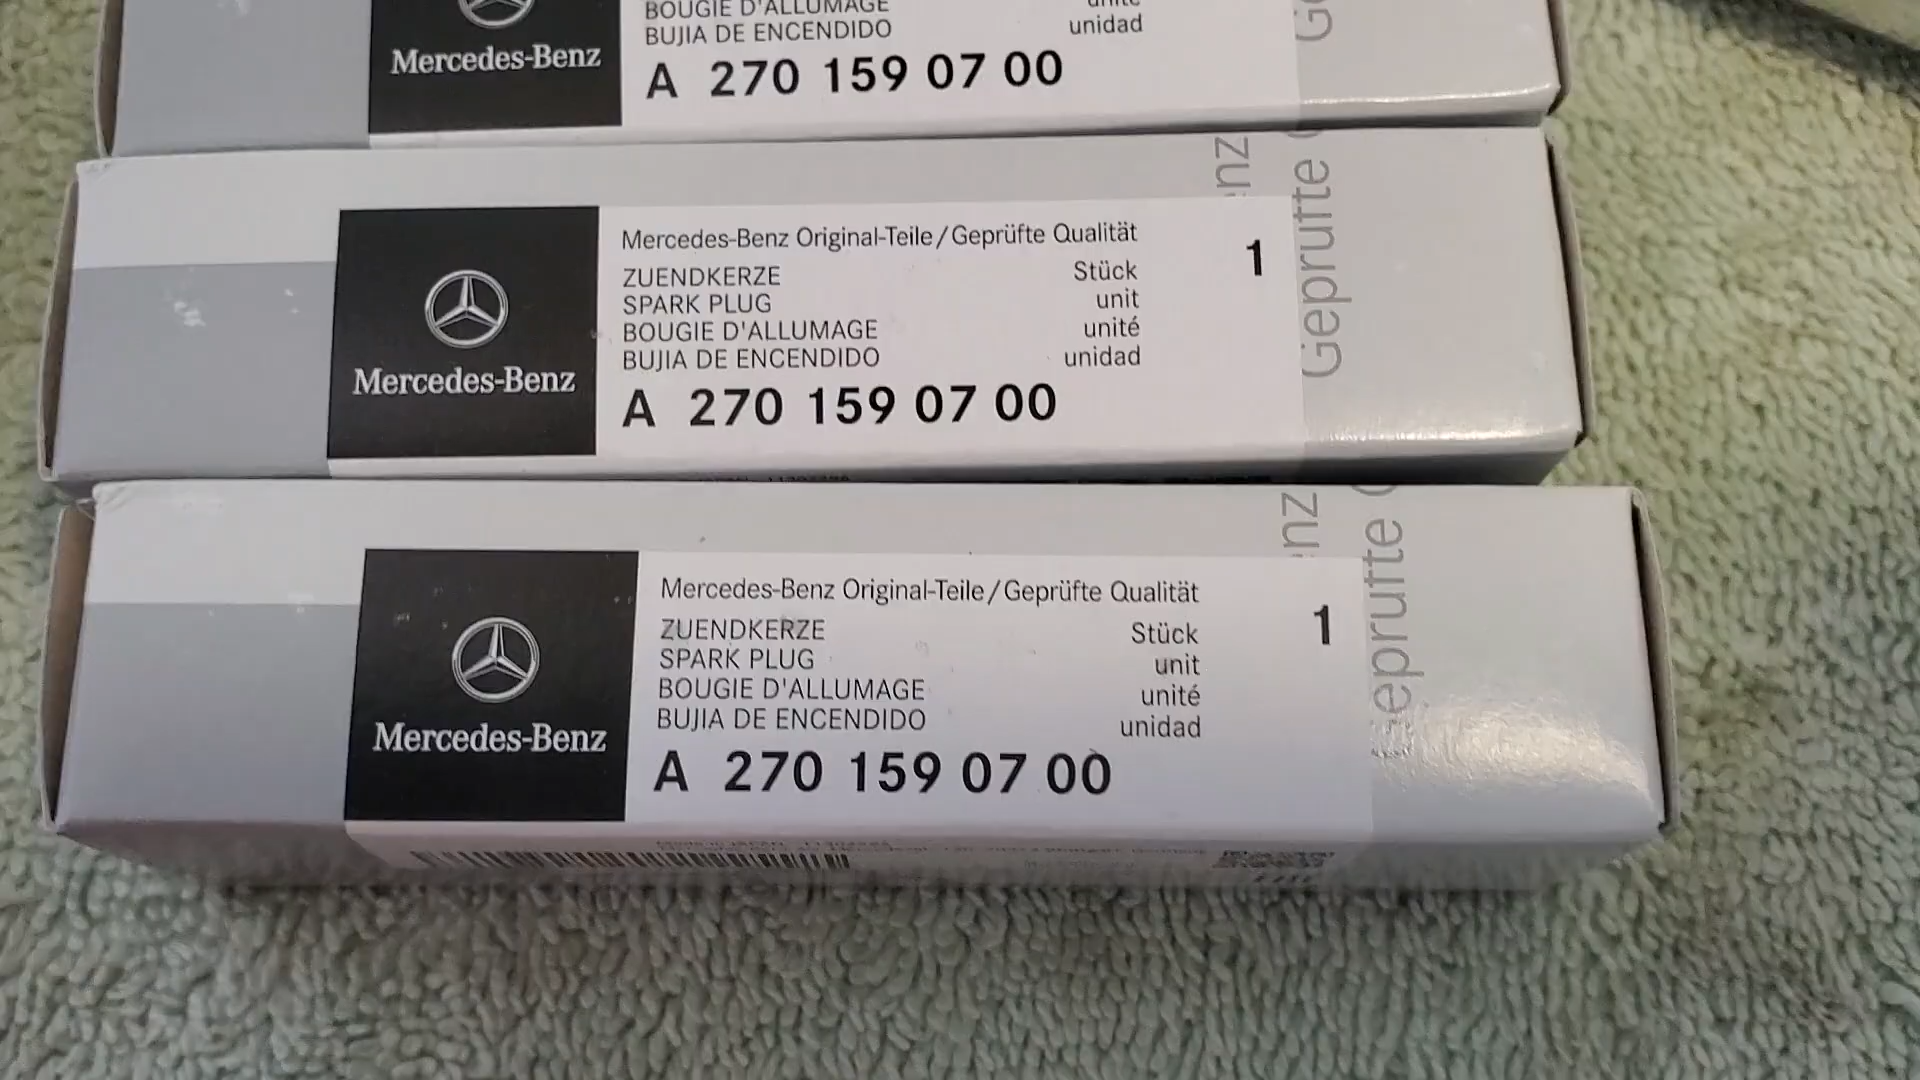 BOUGIE D'ALLUMAGE
unité
BUJIA DE ENCENDIDO
unidad
Mercedes-Benz
A 270 159 07 00
nz
Geprüfte
Mercedes-Benz Original-Teile/Geprüfte Qualität
ZUENDKERZE
Stück
1
SPARK PLUG
unit
BOUGIE D'ALLUMAGE
unité
BUJIA DE ENCENDIDO
unidad
Mercedes-Benz
A 270 159 07 00
nz
Geprüfte
Mercedes-Benz Original-Teile/Geprüfte Qualität
ZUENDKERZE
Stück
1
SPARK PLUG
unit
BOUGIE D'ALLUMAGE
unité
BUJIA DE ENCENDIDO
unidad
Mercedes-Benz
A 270 159 07 00